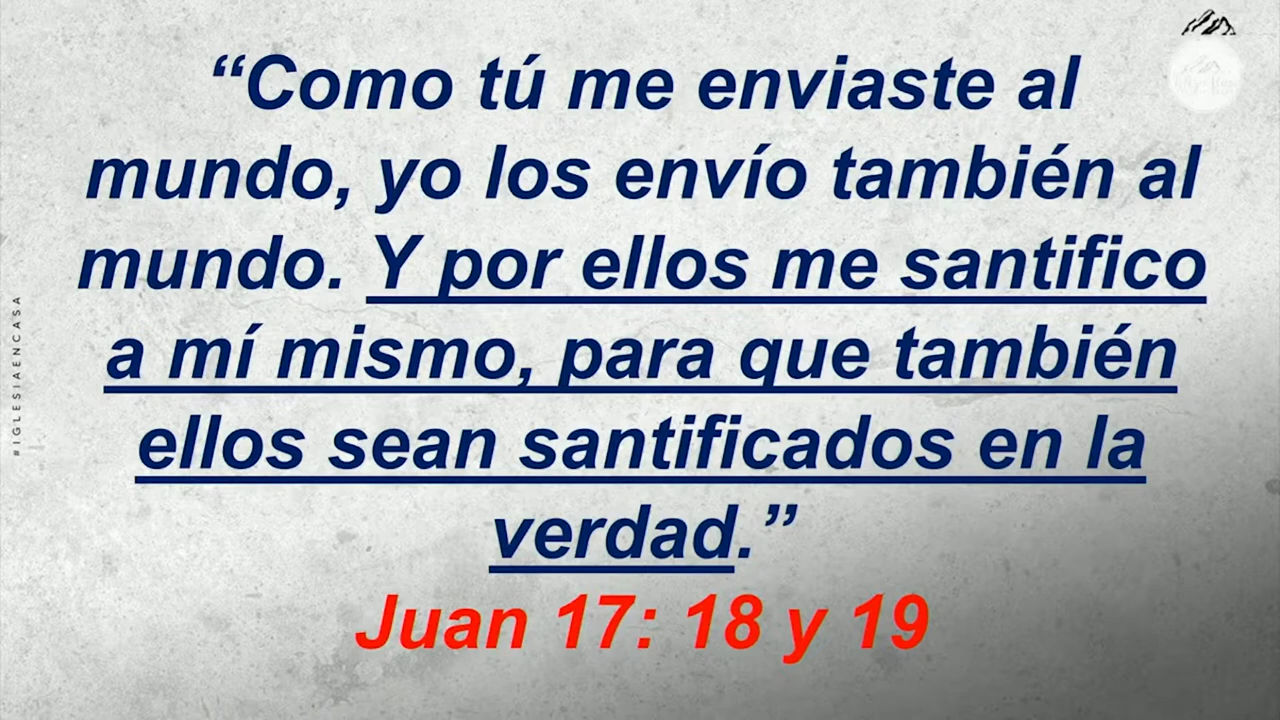 “Como tú me enviaste al
mundo, yo los envío también al
mundo. Y por ellos me santifico
a mí mismo, para que también
ellos sean santificados en la
verdad.”
Juan 17: 18 y 19
#IGLESIAENCASA